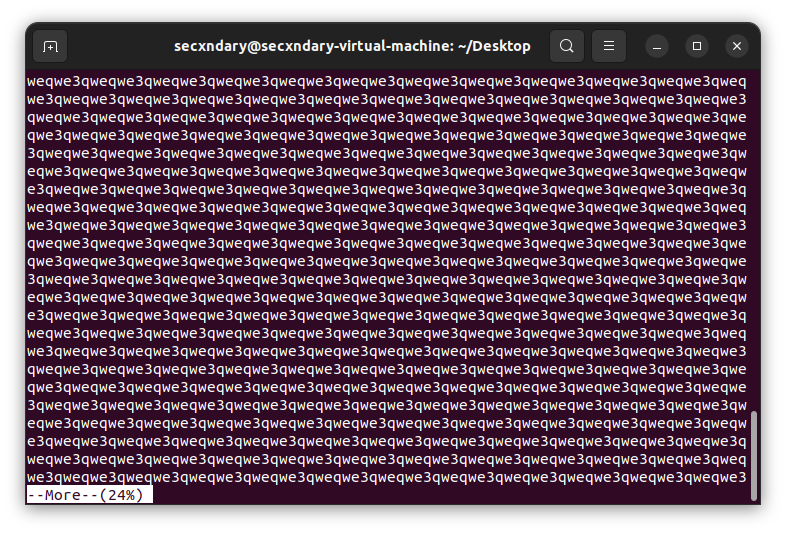 secxndary@secxndary-virtual-machine: ~/Desktop
weqwe3qweqwe3qweqwe3qweqwe3qweqwe3qweqwe3qweqwe3qweqwe3qweqwe3qweqwe3qweqwe3qweq
we3qweqwe3qweqwe3qweqwe3qweqwe3qweqwe3qweqwe3qweqwe3qweqwe3qweqwe3qweqwe3qweqwe3
qweqwe3qweqwe3qweqwe3qweqwe3qweqwe3qweqwe3qweqwe3qweqwe3qweqwe3qweqwe3qweqwe3qwe
qwe3qweqwe3qweqwe3qweqwe3qweqwe3qweqwe3qweqwe3qweqwe3qweqwe3qweqwe3qweqwe3qweqwe
3qweqwe3qweqwe3qweqwe3qweqwe3qweqwe3qweqwe3qweqwe3qweqwe3qweqwe3qweqwe3qweqwe3qw
eqwe3qweqwe3qweqwe3qweqwe3qweqwe3qweqwe3qweqwe3qweqwe3qweqwe3qweqwe3qweqwe3qweqw
e3qweqwe3qweqwe3qweqwe3qweqwe3qweqwe3qweqwe3qweqwe3qweqwe3qweqwe3qweqwe3qweqwe3q
weqwe3qweqwe3qweqwe3qweqwe3qweqwe3qweqwe3qweqwe3qweqwe3qweqwe3qweqwe3qweqwe3qweq
we3qweqwe3qweqwe3qweqwe3qweqwe3qweqwe3qweqwe3qweqwe3qweqwe3qweqwe3qweqwe3qweqwe3
qweqwe3qweqwe3qweqwe3qweqwe3qweqwe3qweqwe3qweqwe3qweqwe3qweqwe3qweqwe3qweqwe3qwe
qwe3qweqwe3qweqwe3qweqwe3qweqwe3qweqwe3qweqwe3qweqwe3qweqwe3qweqwe3qweqwe3qweqwe
3qweqwe3qweqwe3qweqwe3qweqwe3qweqwe3qweqwe3qweqwe3qweqwe3qweqwe3qweqwe3qweqwe3qw
eqwe3qweqwe3qweqwe3qweqwe3qweqwe3qweqwe3qweqwe3qweqwe3qweqwe3qweqwe3qweqwe3qweqw
e3qweqwe3qweqwe3qweqwe3qweqwe3qweqwe3qweqwe3qweqwe3qweqwe3qweqwe3qweqwe3qweqwe3q
weqwe3qweqwe3qweqwe3qweqwe3qweqwe3qweqwe3qweqwe3qweqwe3qweqwe3qweqwe3qweqwe3qweq
we3qweqwe3qweqwe3qweqwe3qweqwe3qweqwe3qweqwe3qweqwe3qweqwe3qweqwe3qweqwe3qweqwe3
qweqwe3qweqwe3qweqwe3qweqwe3qweqwe3qweqwe3qweqwe3qweqwe3qweqwe3qweqwe3qweqwe3qwe
qwe3qweqwe3qweqwe3qweqwe3qweqwe3qweqwe3qweqwe3qweqwe3qweqwe3qweqwe3qweqwe3qweqwe
3qweqwe3qweqwe3qweqwe3qweqwe3qweqwe3qweqwe3qweqwe3qweqwe3qweqwe3qweqwe3qweqwe3qw
eqwe3qweqwe3qweqwe3qweqwe3qweqwe3qweqwe3qweqwe3qweqwe3qweqwe3qweqwe3qweqwe3qweqw
e3qweqwe3qweqwe3qweqwe3qweqwe3qweqwe3qweqwe3qweqwe3qweqwe3qweqwe3qweqwe3qweqwe3q
weqwe3qweqwe3qweqwe3qweqwe3qweqwe3qweqwe3qweqwe3qweqwe3qweqwe3qweqwe3qweqwe3qweq
we3qweqwe3qweqwe3qweqwe3qweqwe3qweqwe3qweqwe3qweqwe3qweqwe3qweqwe3qweqwe3qweqwe3
--More--(24%)